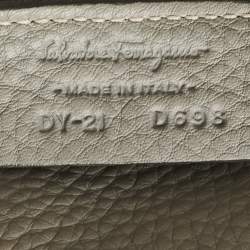 Salvatore Ferragamo
MADE IN ITALY
DY-21 D698